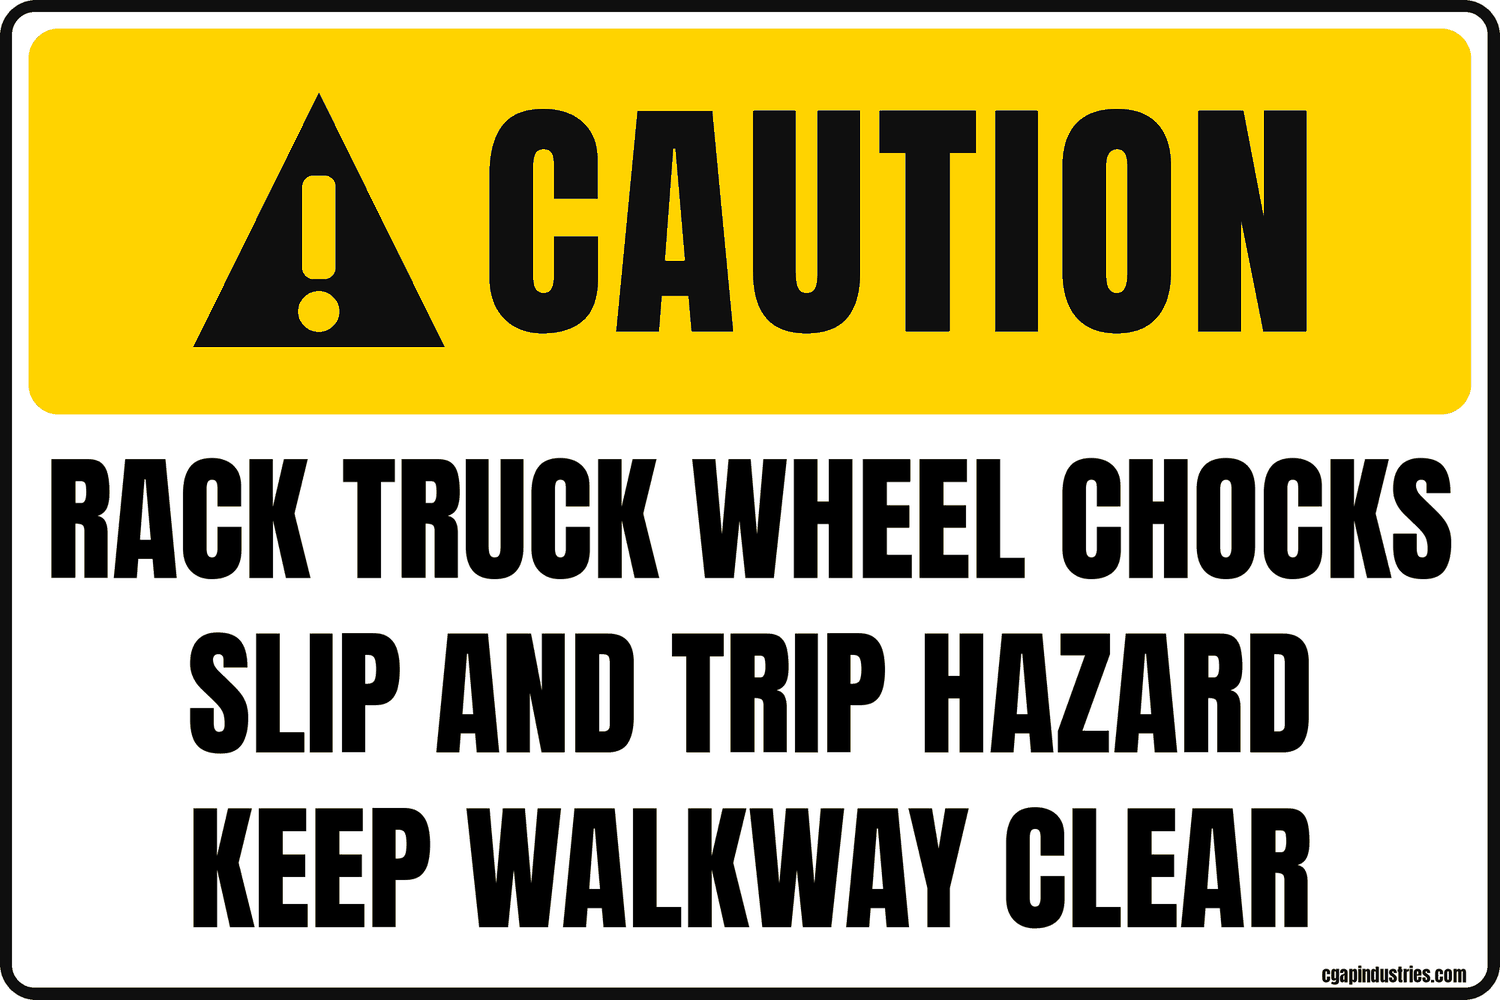 CAUTION
RACK TRUCK WHEEL CHOCKS
SLIP AND TRIP HAZARD
KEEP WALKWAY CLEAR
cgapindustries.com